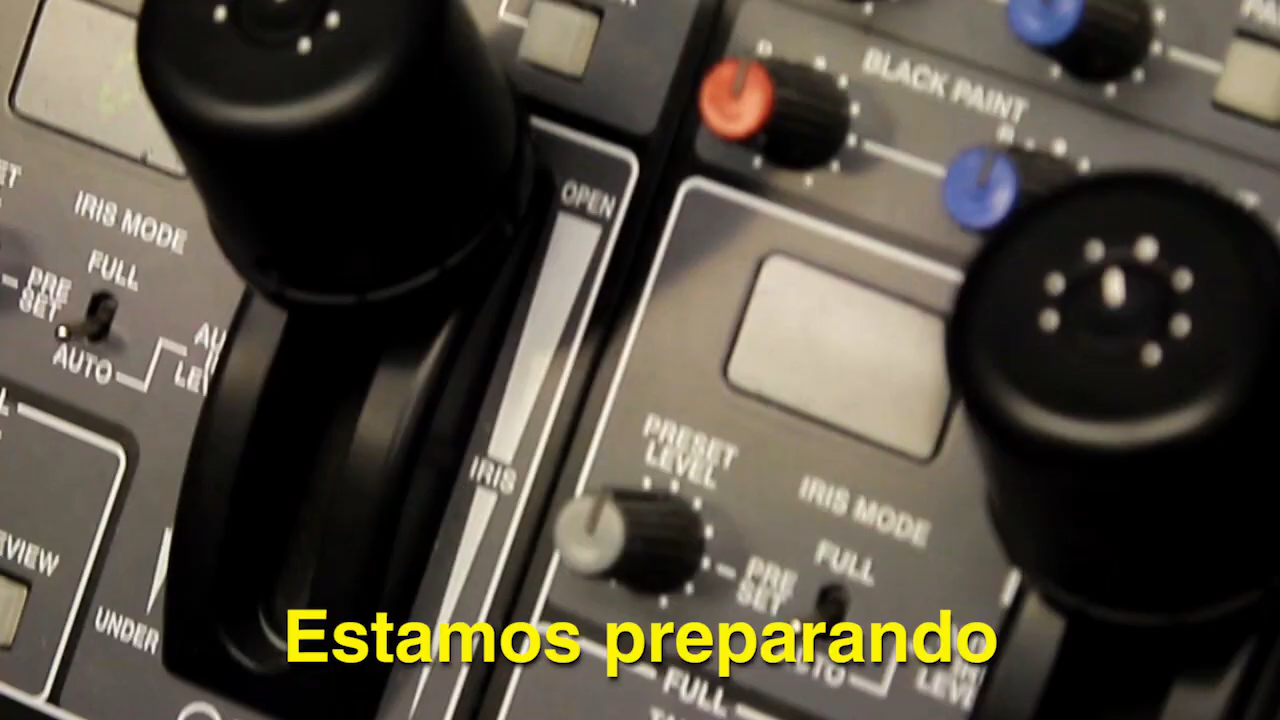 BLACK PAINT
OPEN
IRIS MODE
FULL
PRE
SET
AUTO
IRIS
PRESET
LEVEL
IRIS MODE
FULL
PRE
SET
UNDER
Estamos preparando
FULL